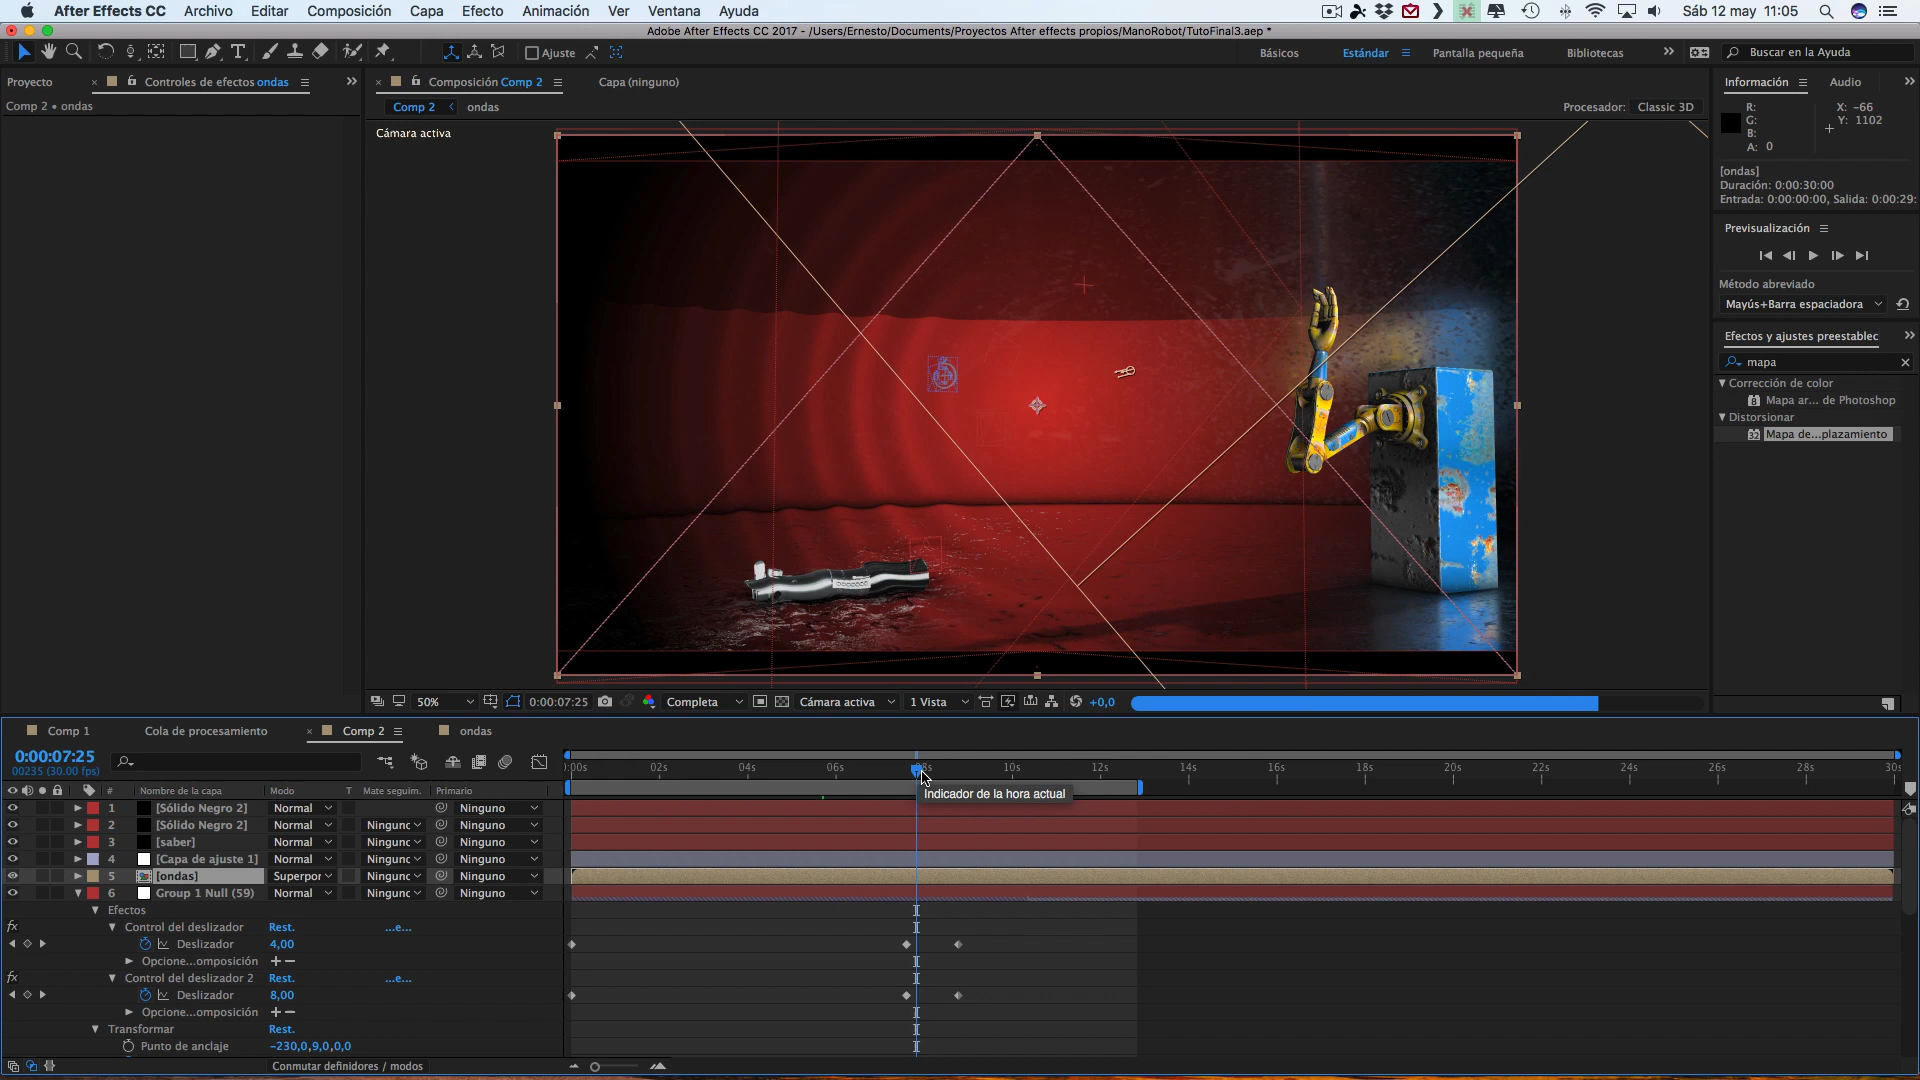 After Effects CC Archivo Editar Composición Capa Efecto Animación Ver Ventana Ayuda Sáb 12 may 11:05
Adobe After Effects CC 2017 - /Users/Ernesto/Documents/Proyectos After effects propios/ManoRobot/TutoFinal3.aep *
Ajuste Básicos Estándar Pantalla pequeña Bibliotecas Buscar en la Ayuda
Proyecto Controles de efectos ondas Composición Comp 2 Capa (ninguno) Información Audio
Comp 2 • ondas Comp 2 ondas Procesador: Classic 3D
Cámara activa
R: X: -66
G: Y: 1102
B:
A: 0
[ondas]
Duración: 0:00:30:00
Entrada: 0:00:00:00, Salida: 0:00:29:
Previsualización
Método abreviado
Mayús+Barra espaciadora
Efectos y ajustes preestablec
mapa
Corrección de color
Mapa ar... de Photoshop
Distorsionar
Mapa de...plazamiento
50% 0:00:07:25 Completa Cámara activa 1 Vista +0,0
Comp 1 Cola de procesamiento Comp 2 ondas
0:00:07:25
00235 (30.00 fps)
:00s 02s 04s 06s 08s 10s 12s 14s 16s 18s 20s 22s 24s 26s 28s 30s
# Nombre de la capa Modo T Mate seguim. Primario
Indicador de la hora actual
1 [Sólido Negro 2] Normal Ninguno
2 [Sólido Negro 2] Normal Ningunc Ninguno
3 [saber] Normal Ningunc Ninguno
4 [Capa de ajuste 1] Normal Ningunc Ninguno
5 [ondas] Superpor Ningunc Ninguno
6 Group 1 Null (59) Normal Ningunc Ninguno
Efectos
fx Control del deslizador Rest. ...e...
Deslizador 4,00
Opcione...omposición
fx Control del deslizador 2 Rest. ...e...
Deslizador 8,00
Opcione...omposición
Transformar Rest.
Punto de anclaje -230,0,9,0,0,0
Conmutar definidores / modos